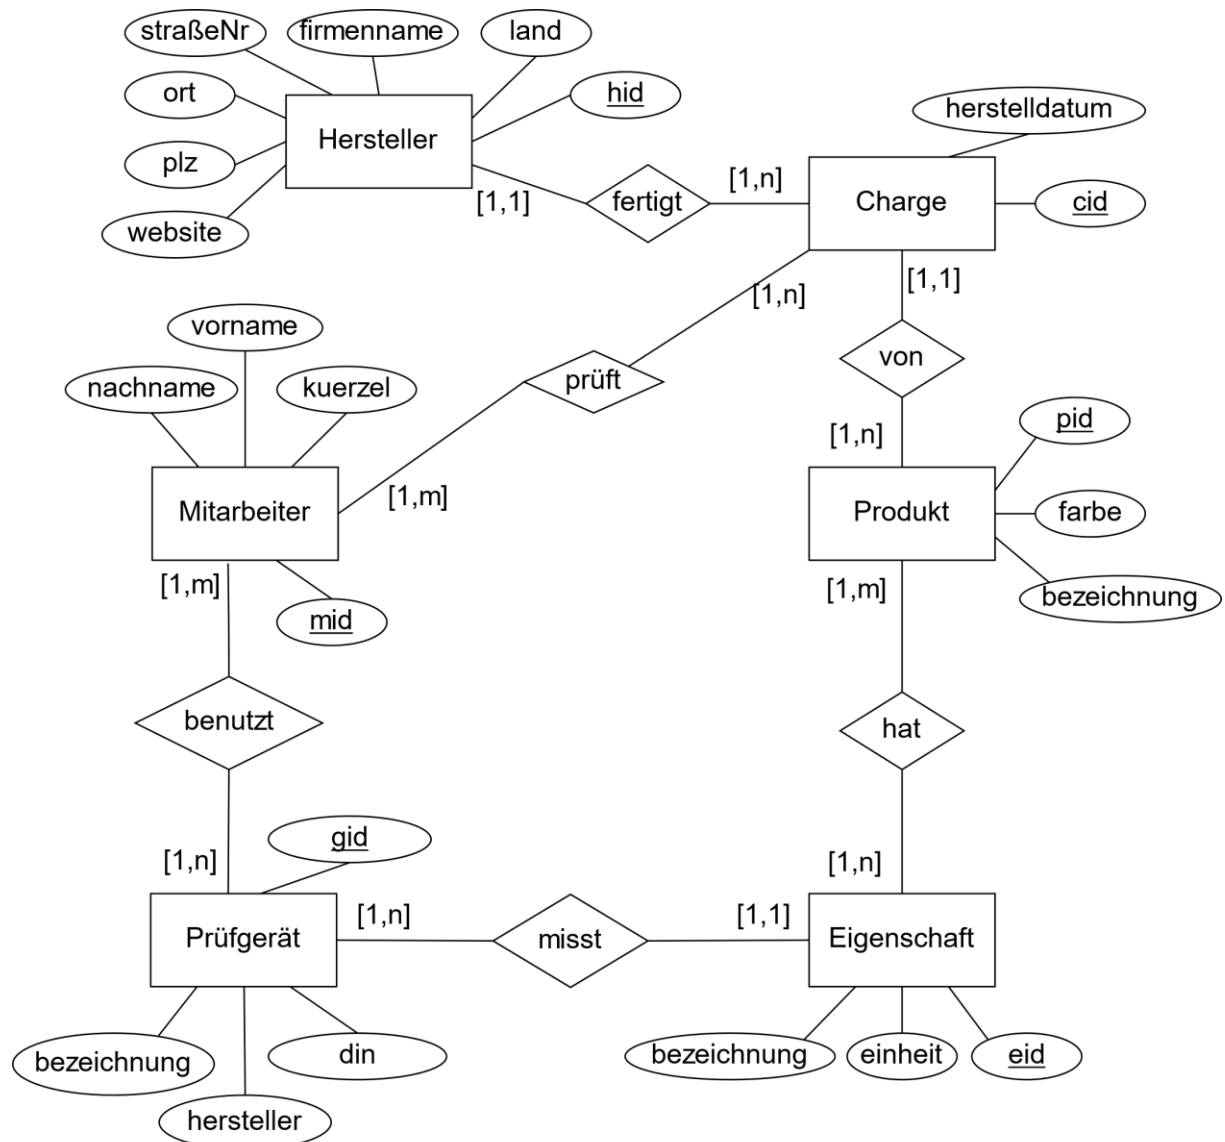 straßeNr
firmenname
land
ort
hid
Hersteller
herstelldatum
plz
[1,1]
fertigt
[1,n]
Charge
cid
website
[1,n]
[1,1]
vorname
von
nachname
kuerzel
prüft
[1,n]
pid
[1,m]
Mitarbeiter
Produkt
farbe
[1,m]
[1,m]
bezeichnung
mid
benutzt
hat
gid
[1,n]
[1,n]
[1,n]
[1,1]
Prüfgerät
misst
Eigenschaft
bezeichnung
din
bezeichnung
einheit
eid
hersteller